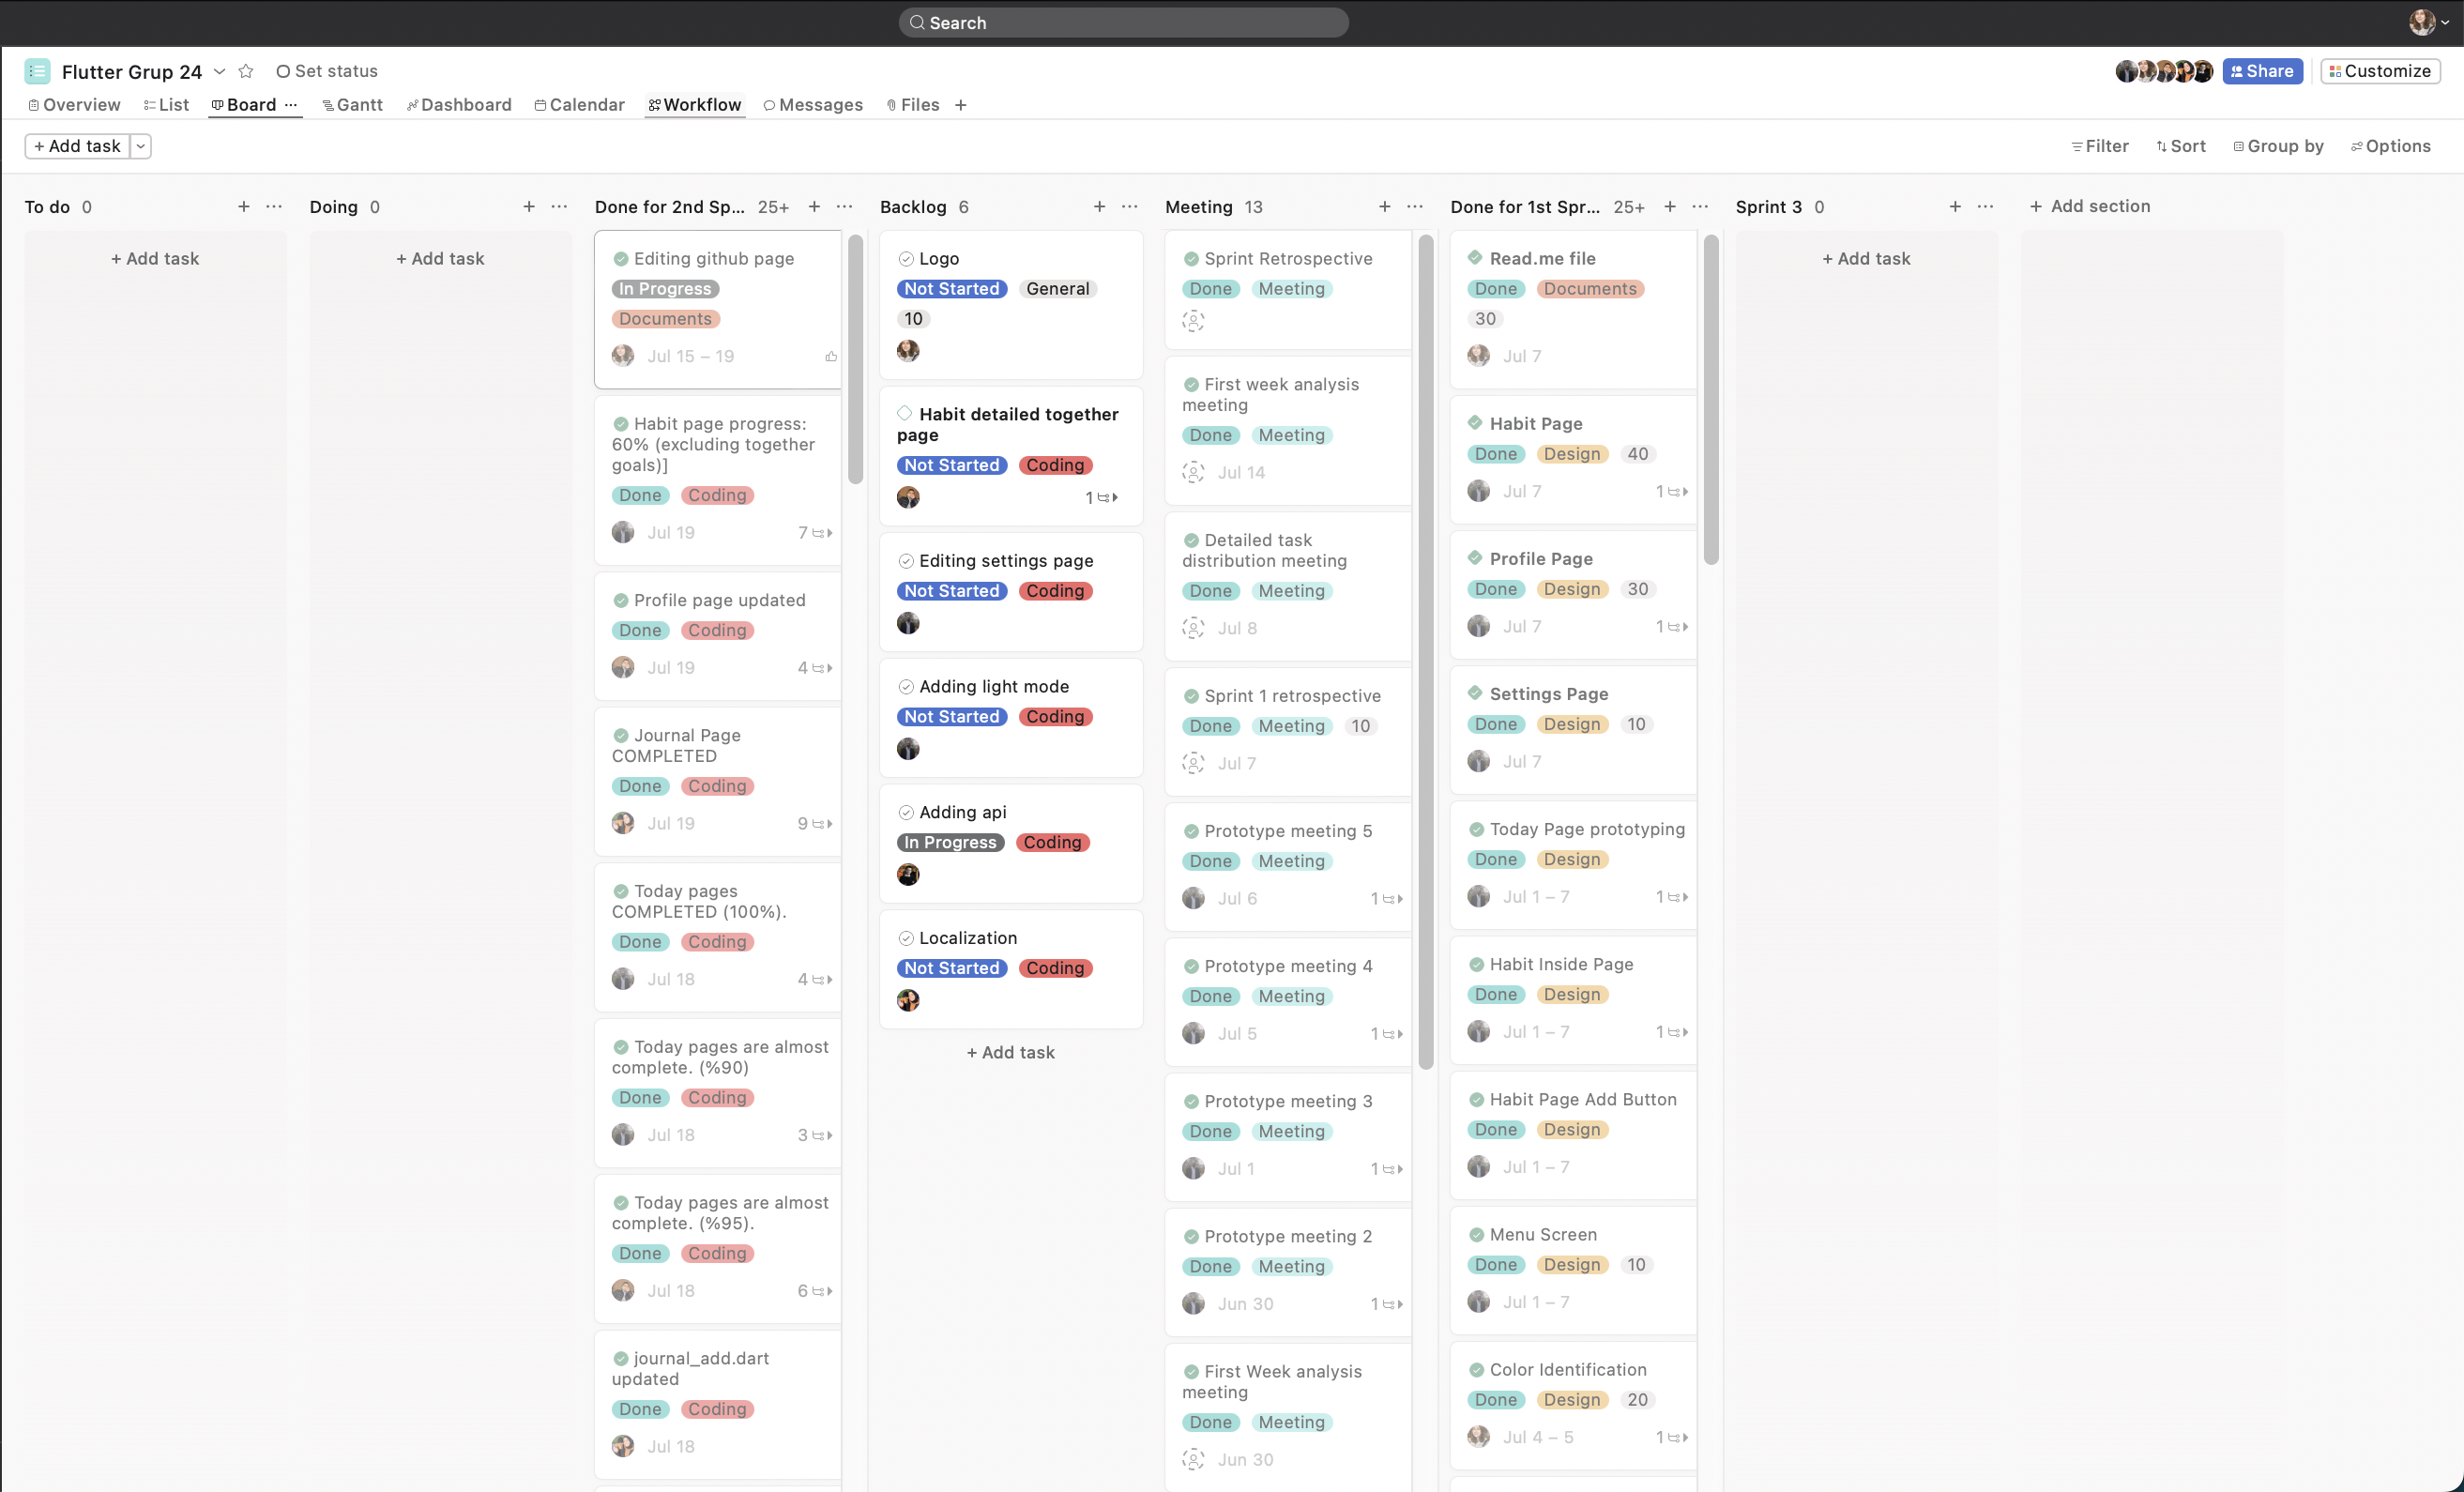 Search
Flutter Grup 24
Set status
Share
Customize
Overview
List
Board
Gantt
Dashboard
Calendar
Workflow
Messages
Files
+
+ Add task
Filter
Sort
Group by
Options
To do 0
+ Add task
Doing 0
+ Add task
Done for 2nd Sp... 25+
Editing github page
In Progress
Documents
Jul 15 – 19
Habit page progress:
60% (excluding together
goals)]
Done Coding
Jul 19 7
Profile page updated
Done Coding
Jul 19 4
Journal Page
COMPLETED
Done Coding
Jul 19 9
Today pages
COMPLETED (100%).
Done Coding
Jul 18 4
Today pages are almost
complete. (%90)
Done Coding
Jul 18 3
Today pages are almost
complete. (%95).
Done Coding
Jul 18 6
journal_add.dart
updated
Done Coding
Jul 18
Backlog 6
Logo
Not Started General
10
Habit detailed together
page
Not Started Coding
1
Editing settings page
Not Started Coding
Adding light mode
Not Started Coding
Adding api
In Progress Coding
Localization
Not Started Coding
+ Add task
Meeting 13
Sprint Retrospective
Done Meeting
First week analysis
meeting
Done Meeting
Jul 14
Detailed task
distribution meeting
Done Meeting
Jul 8
Sprint 1 retrospective
Done Meeting 10
Jul 7
Prototype meeting 5
Done Meeting
Jul 6 1
Prototype meeting 4
Done Meeting
Jul 5 1
Prototype meeting 3
Done Meeting
Jul 1 1
Prototype meeting 2
Done Meeting
Jun 30 1
First Week analysis
meeting
Done Meeting
Jun 30
Done for 1st Spr... 25+
Read.me file
Done Documents
30
Jul 7
Habit Page
Done Design 40
Jul 7 1
Profile Page
Done Design 30
Jul 7 1
Settings Page
Done Design 10
Jul 7
Today Page prototyping
Done Design
Jul 1 – 7 1
Habit Inside Page
Done Design
Jul 1 – 7 1
Habit Page Add Button
Done Design
Jul 1 – 7
Menu Screen
Done Design 10
Jul 1 – 7
Color Identification
Done Design 20
Jul 4 – 5 1
Sprint 3 0
+ Add task
+ Add section